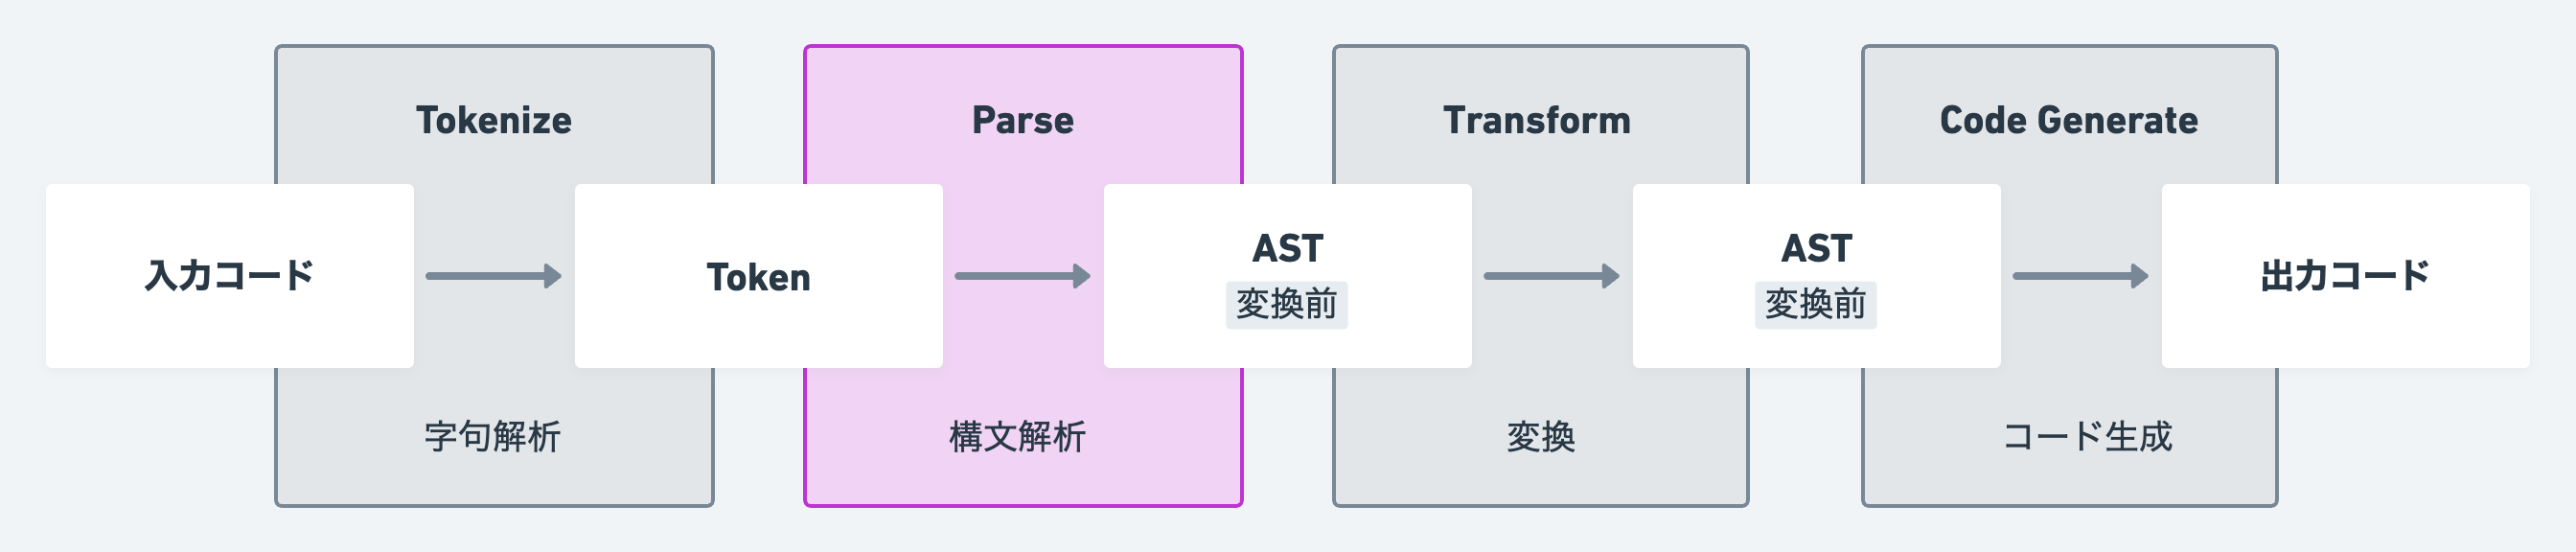 Tokenize
Parse
Transform
Code Generate
入力コード
Token
AST
変換前
AST
変換前
出力コード
字句解析
構文解析
変換
コード生成